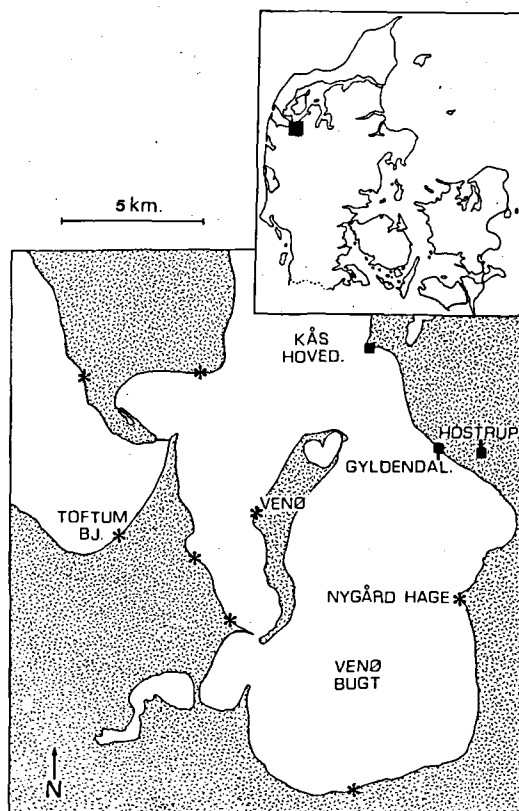 5 km.
KÅS
HOVED.
HOSTRUP
GYLDENDAL.
VENØ
TOFTUM
BJ.
NYGÅRD HAGE
VENØ
BUGT
N